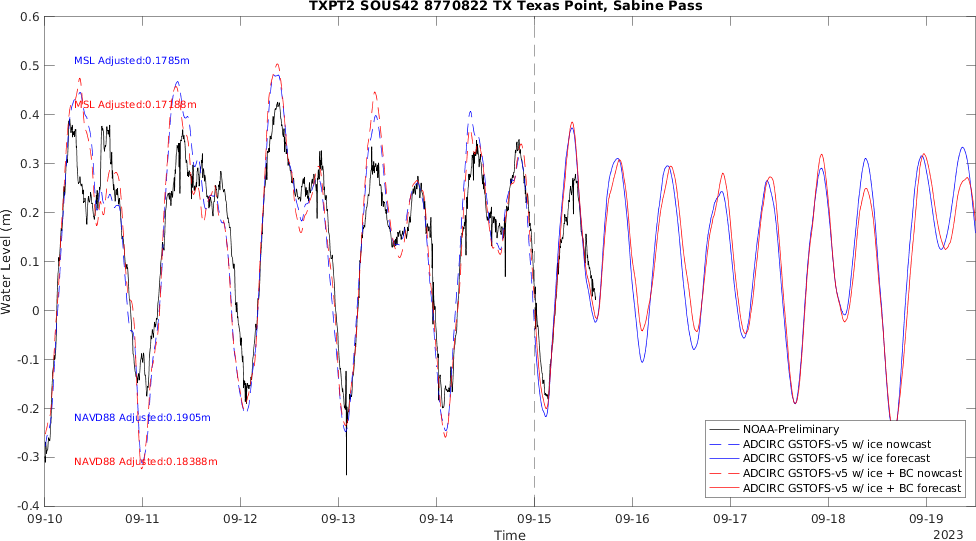 TXPT2 SOUS42 8770822 TX Texas Point, Sabine Pass
0.6
0.5
0.4
0.3
0.2
0.1
0
-0.1
-0.2
-0.3
-0.4
Water Level (m)
MSL Adjusted:0.1785m
MSL Adjusted:0.17188m
NAVD88 Adjusted:0.1905m
NAVD88 Adjusted:0.18388m
NOAA-Preliminary
ADCIRC GSTOFS-v5 w/ ice nowcast
ADCIRC GSTOFS-v5 w/ ice forecast
ADCIRC GSTOFS-v5 w/ ice + BC nowcast
ADCIRC GSTOFS-v5 w/ ice + BC forecast
09-10 09-11 09-12 09-13 09-14 09-15 09-16 09-17 09-18 09-19
Time
2023